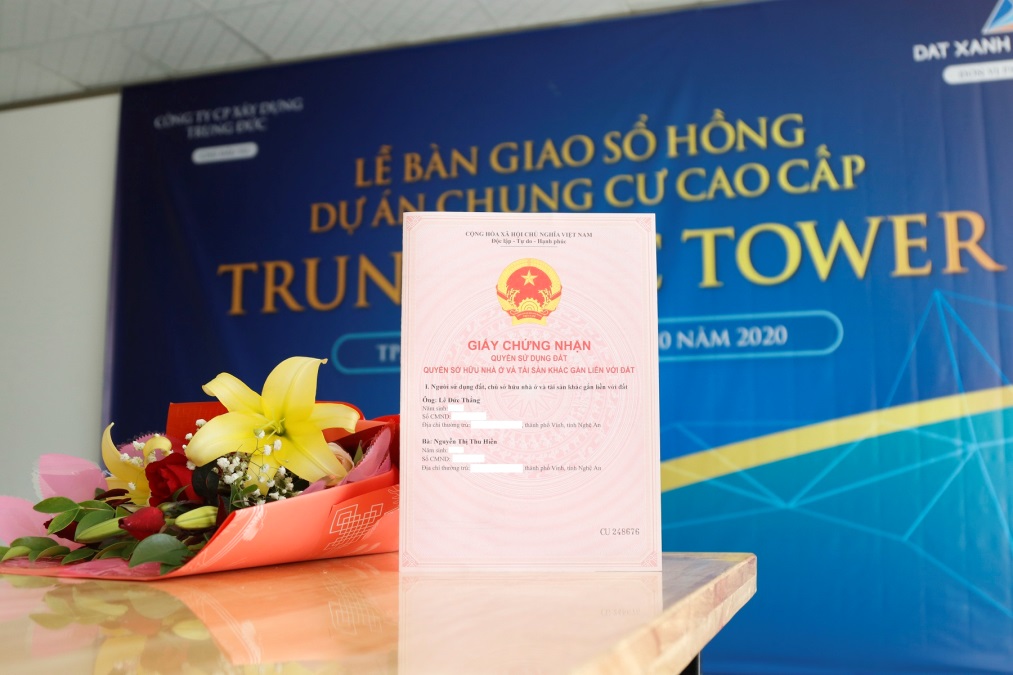 CÔNG TY CP XÂY DỰNG
TRUNG ĐỨC
ĐẤT XANH
LỄ BÀN GIAO SỔ HỒNG
DỰ ÁN CHUNG CƯ CAO CẤP
TRUN C TOWER
TP 0 NĂM 2020
CỘNG HÒA XÃ HỘI CHỦ NGHĨA VIỆT NAM
Độc lập - Tự do - Hạnh phúc
GIẤY CHỨNG NHẬN
QUYỀN SỬ DỤNG ĐẤT
QUYỀN SỞ HỮU NHÀ Ở VÀ TÀI SẢN KHÁC GẮN LIỀN VỚI ĐẤT
I. Người sử dụng đất, chủ sở hữu nhà ở và tài sản khác gắn liền với đất
Ông: Lê Đức Thắng
Năm sinh:
Số CMND:
Địa chỉ thường trú: , thành phố Vinh, tỉnh Nghệ An
Bà: Nguyễn Thị Thu Hiền
Năm sinh:
Số CMND:
Địa chỉ thường trú: , thành phố Vinh, tỉnh Nghệ An
CU 248676